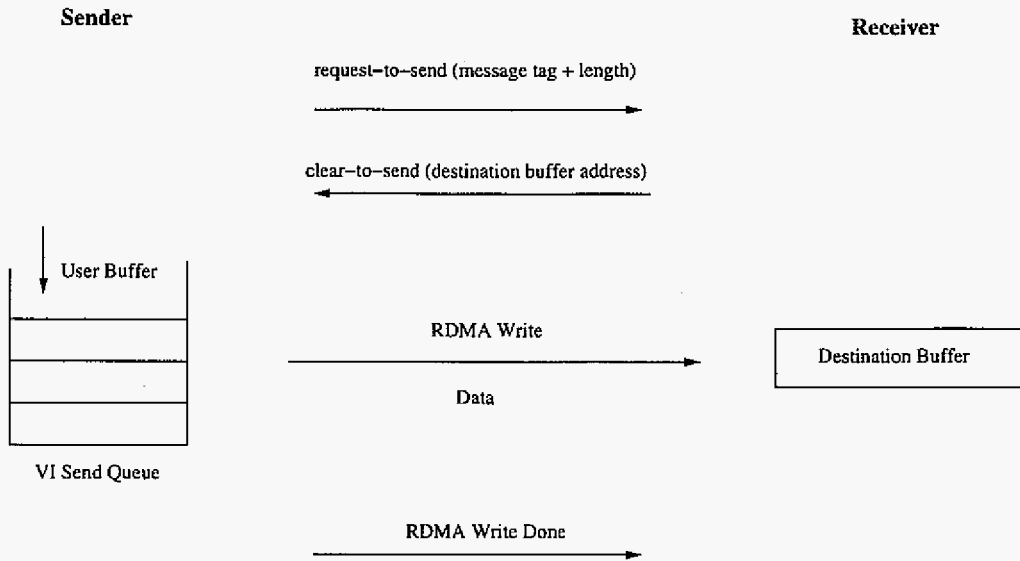 Sender
Receiver
request-to-send (message tag + length)
clear-to-send (destination buffer address)
User Buffer
RDMA Write
Destination Buffer
Data
VI Send Queue
RDMA Write Done